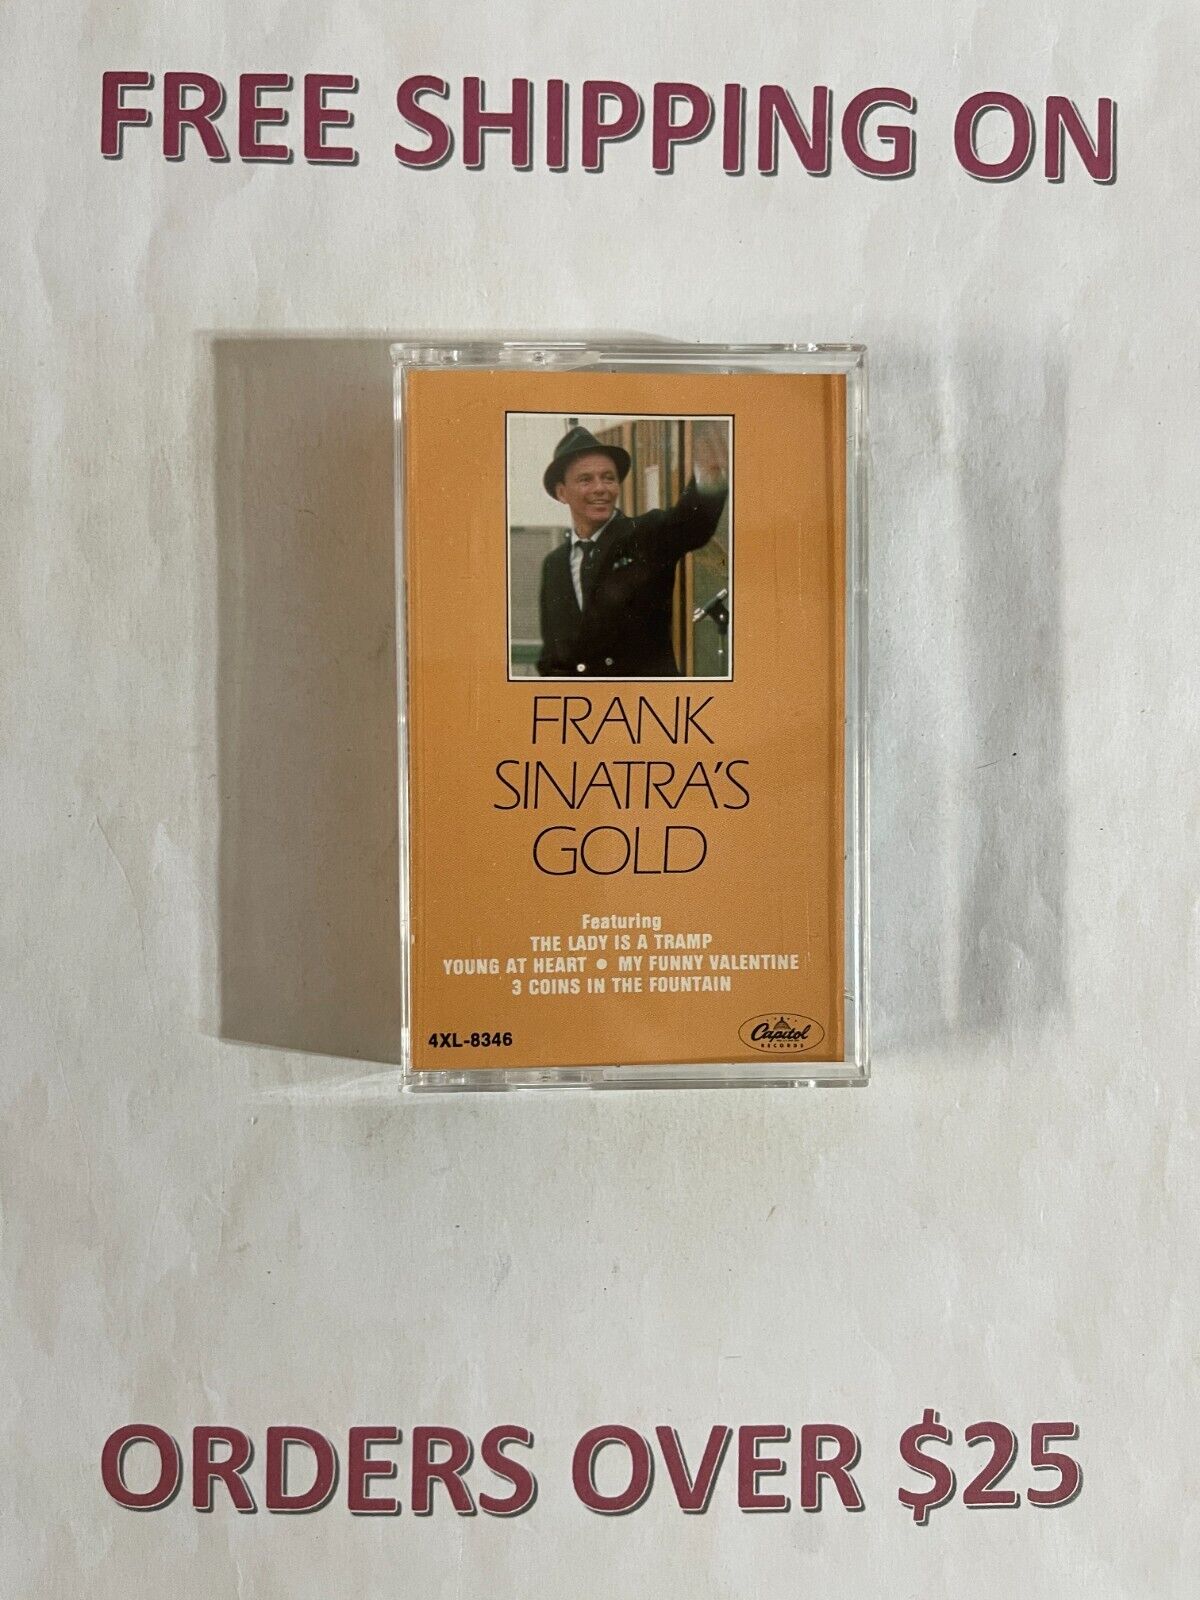 FREE SHIPPING ON
FRANK
SINATRA'S
GOLD
Featuring
THE LADY IS A TRAMP
YOUNG AT HEART • MY FUNNY VALENTINE
3 COINS IN THE FOUNTAIN
4XL-8346
Capitol
RECORDS
ORDERS OVER $25